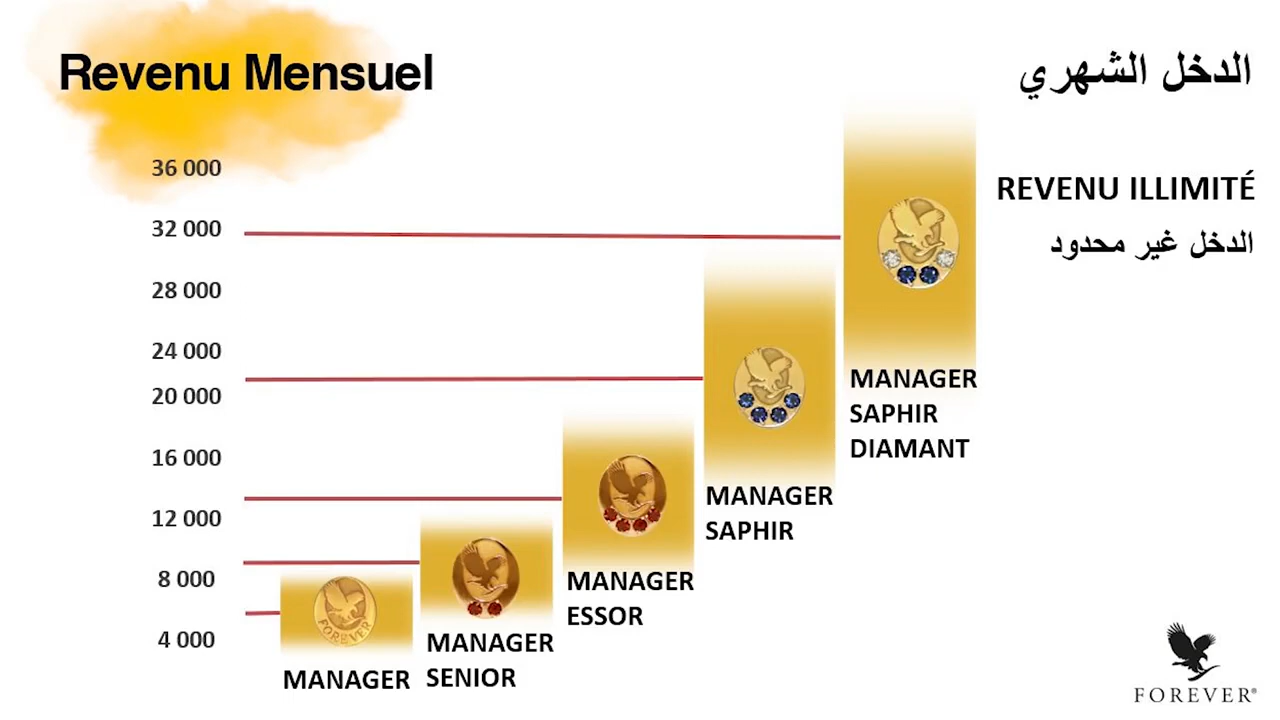 Revenu Mensuel
الدخل الشهري
36 000
32 000
28 000
24 000
20 000
16 000
12 000
8 000
4 000
REVENU ILLIMITÉ
الدخل غير محدود
MANAGER
SAPHIR
DIAMANT
MANAGER
SAPHIR
MANAGER
ESSOR
MANAGER
SENIOR
MANAGER
FOREVER
FOREVER®